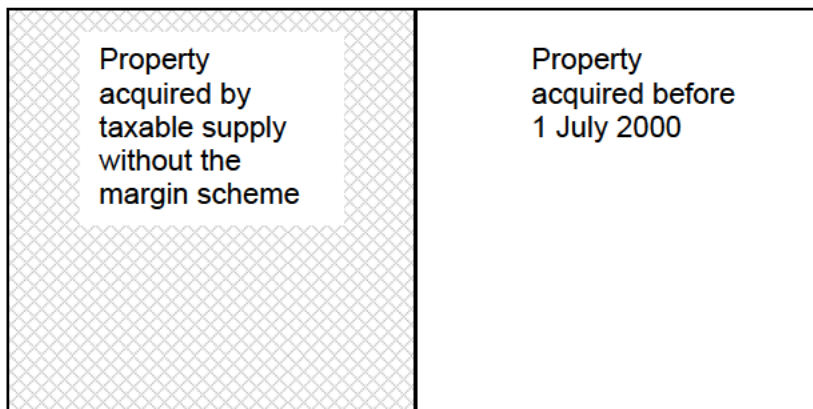 Property
acquired by
taxable supply
without the
margin scheme
Property
acquired before
1 July 2000